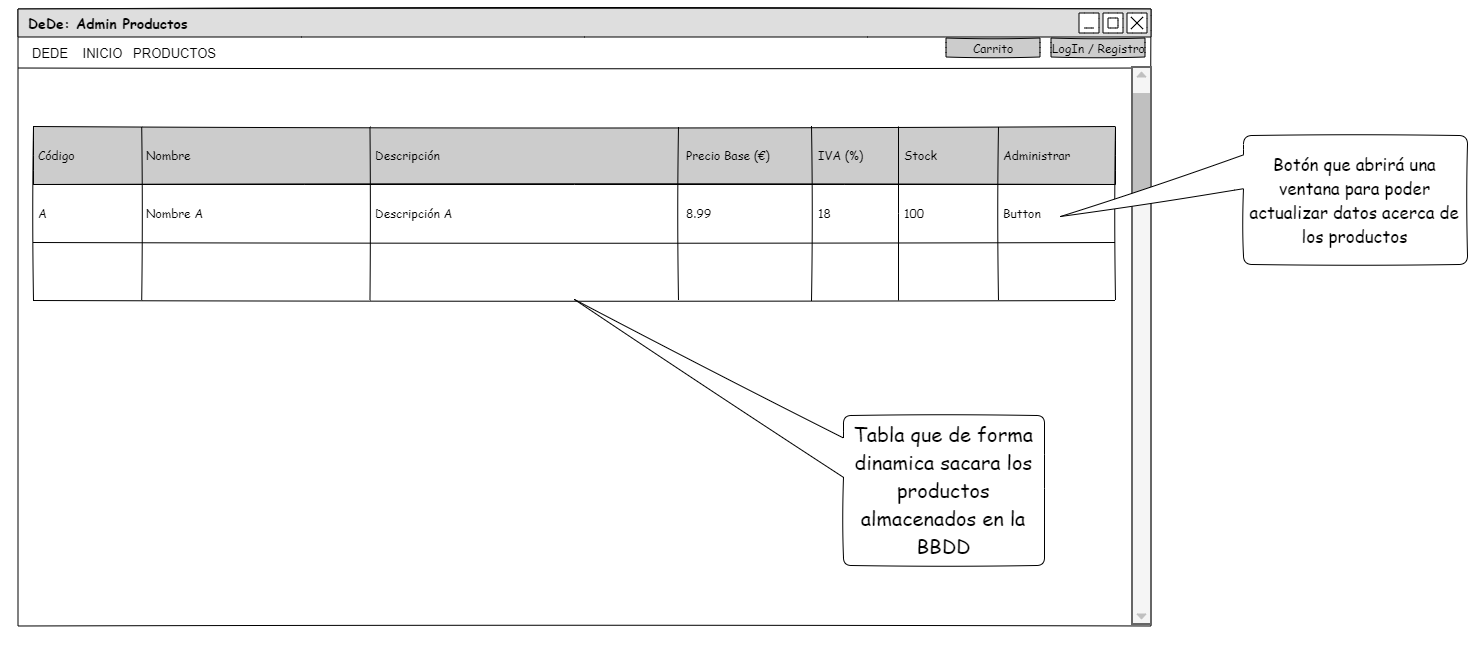 DeDe: Admin Productos
DEDE INICIO PRODUCTOS Carrito LogIn / Registro
Código Nombre Descripción Precio Base (€) IVA (%) Stock Administrar
A Nombre A Descripción A 8.99 18 100 Button
Botón que abrirá una
ventana para poder
actualizar datos acerca de
los productos
Tabla que de forma
dinamica sacara los
productos
almacenados en la
BBDD